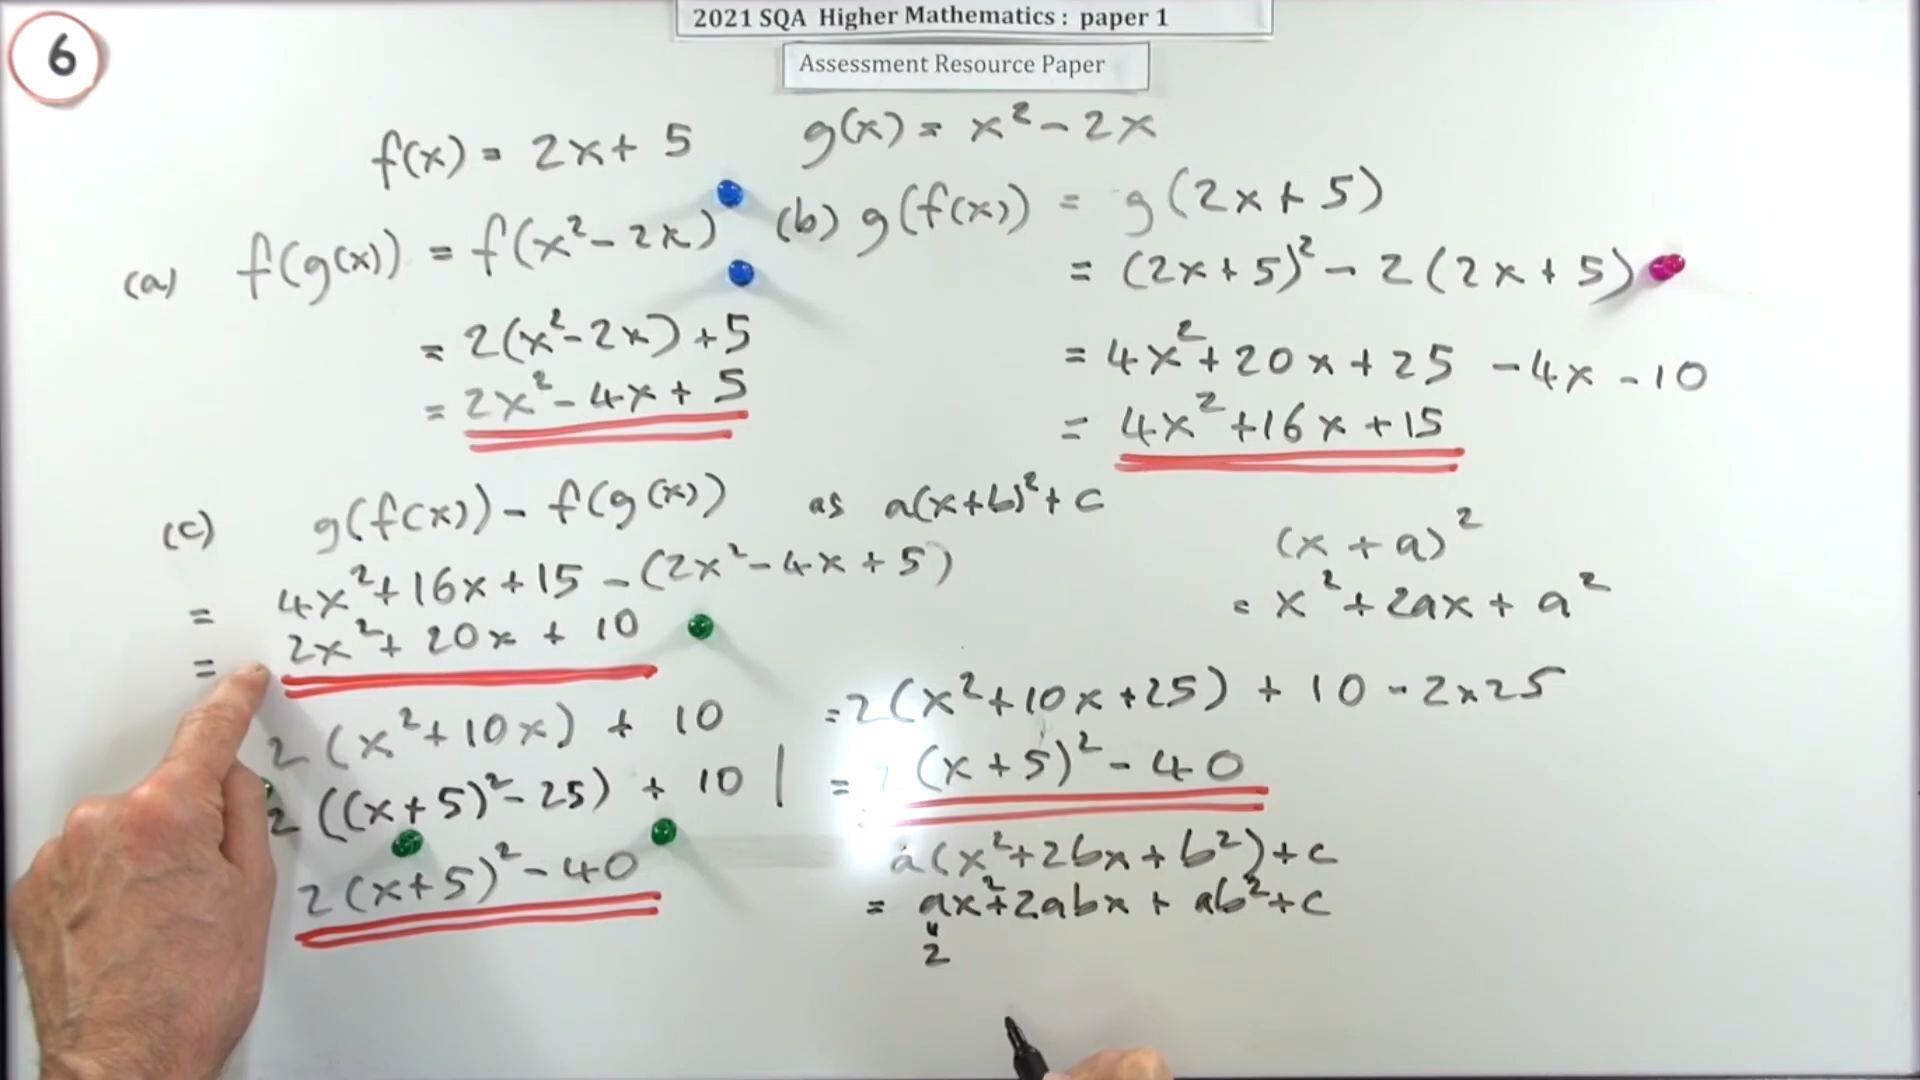 6
2021 SQA Higher Mathematics : paper 1
Assessment Resource Paper
f(x) = 2x + 5
g(x) = x² - 2x
(a) f(g(x)) = f(x² - 2x)
= 2(x² - 2x) + 5
= 2x² - 4x + 5
(b) g(f(x)) = g(2x + 5)
= (2x + 5)² - 2(2x + 5)
= 4x² + 20x + 25 - 4x - 10
= 4x² + 16x + 15
(c) g(f(x)) - f(g(x)) as a(x+b)² + c
= 4x² + 16x + 15 - (2x² - 4x + 5)
= 2x² + 20x + 10
2(x² + 10x) + 10
2((x+5)² - 25) + 10
2(x+5)² - 40
(x + a)²
= x² + 2ax + a²
= 2(x² + 10x + 25) + 10 - 2x25
= (x + 5)² - 40
a(x² + 2bx + b²) + c
= ax² + 2abx + ab² + c
"
2